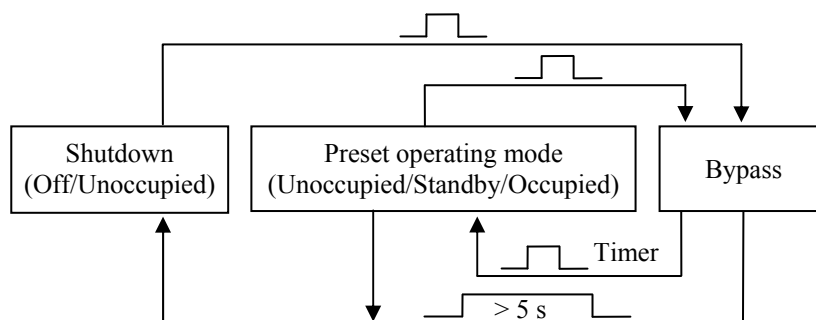 Shutdown
(Off/Unoccupied)
Preset operating mode
(Unoccupied/Standby/Occupied)
Bypass
Timer
> 5 s